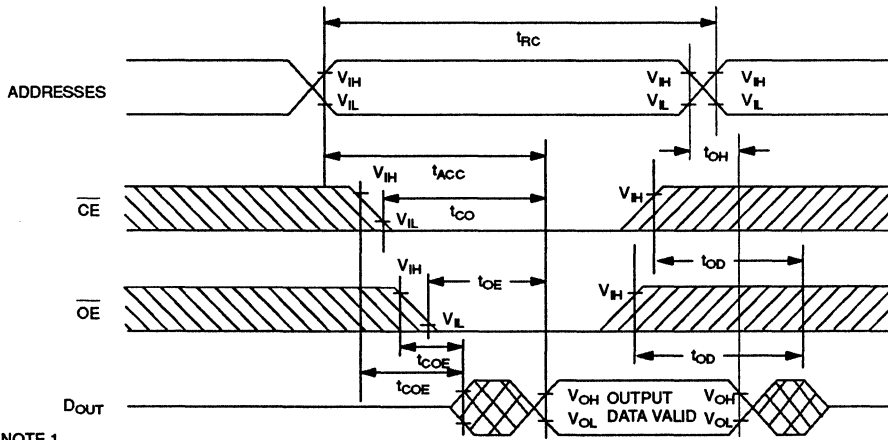 tRC
ADDRESSES
VIH
VIL
VIH
VIL
VIH
VIL
tOH
tACC
VIH
CE
tCO
VIL
VIH
tOD
VIH
OE
tOE
VIL
VIH
tOD
tCOE
tCOE
DOUT
VOH OUTPUT VOH
VOL DATA VALID VOL
NOTE 1